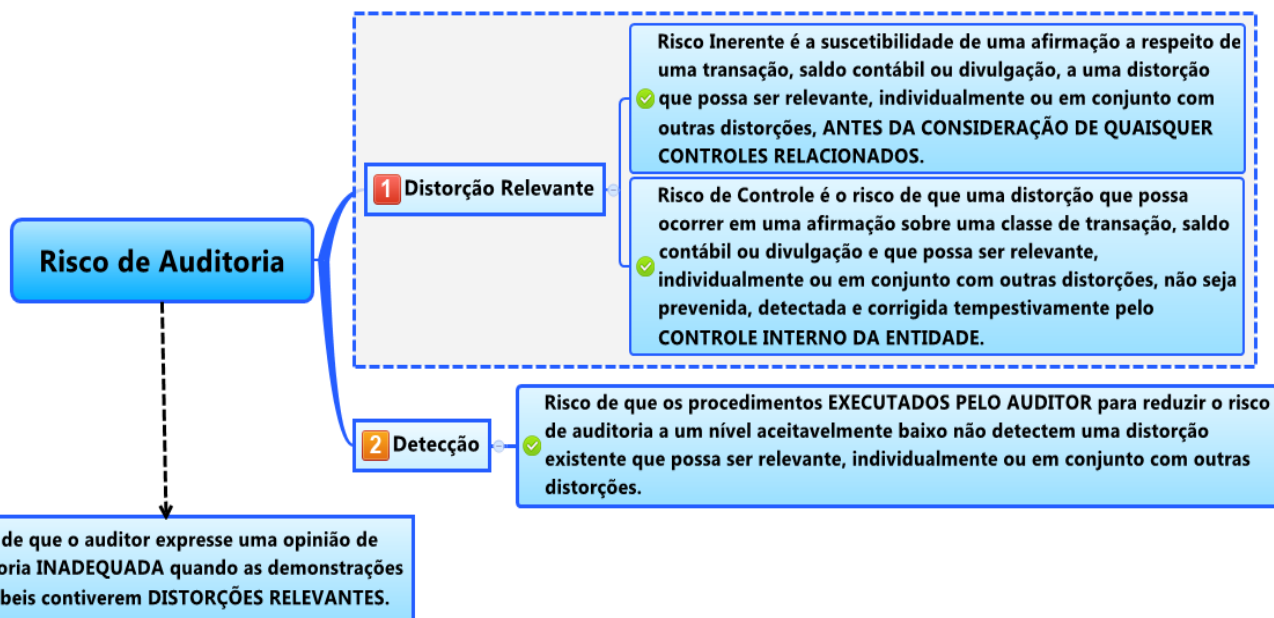 Risco de Auditoria
1 Distorção Relevante
Risco Inerente é a suscetibilidade de uma afirmação a respeito de
uma transação, saldo contábil ou divulgação, a uma distorção
que possa ser relevante, individualmente ou em conjunto com
outras distorções, ANTES DA CONSIDERAÇÃO DE QUAISQUER
CONTROLES RELACIONADOS.
Risco de Controle é o risco de que uma distorção que possa
ocorrer em uma afirmação sobre uma classe de transação, saldo
contábil ou divulgação e que possa ser relevante,
individualmente ou em conjunto com outras distorções, não seja
prevenida, detectada e corrigida tempestivamente pelo
CONTROLE INTERNO DA ENTIDADE.
2 Detecção
Risco de que os procedimentos EXECUTADOS PELO AUDITOR para reduzir o risco
de auditoria a um nível aceitavelmente baixo não detectem uma distorção
existente que possa ser relevante, individualmente ou em conjunto com outras
distorções.
de que o auditor expresse uma opinião de
oria INADEQUADA quando as demonstrações
beis contiverem DISTORÇÕES RELEVANTES.